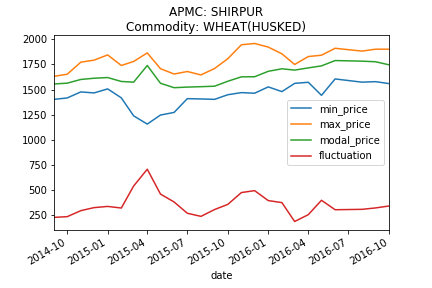 APMC: SHIRPUR
Commodity: WHEAT(HUSKED)
2000
1750
1500
1250
1000
750
500
250
min_price
max_price
modal_price
fluctuation
2014-10
2015-01
2015-04
2015-07
2015-10
2016-01
2016-04
2016-07
2016-10
date